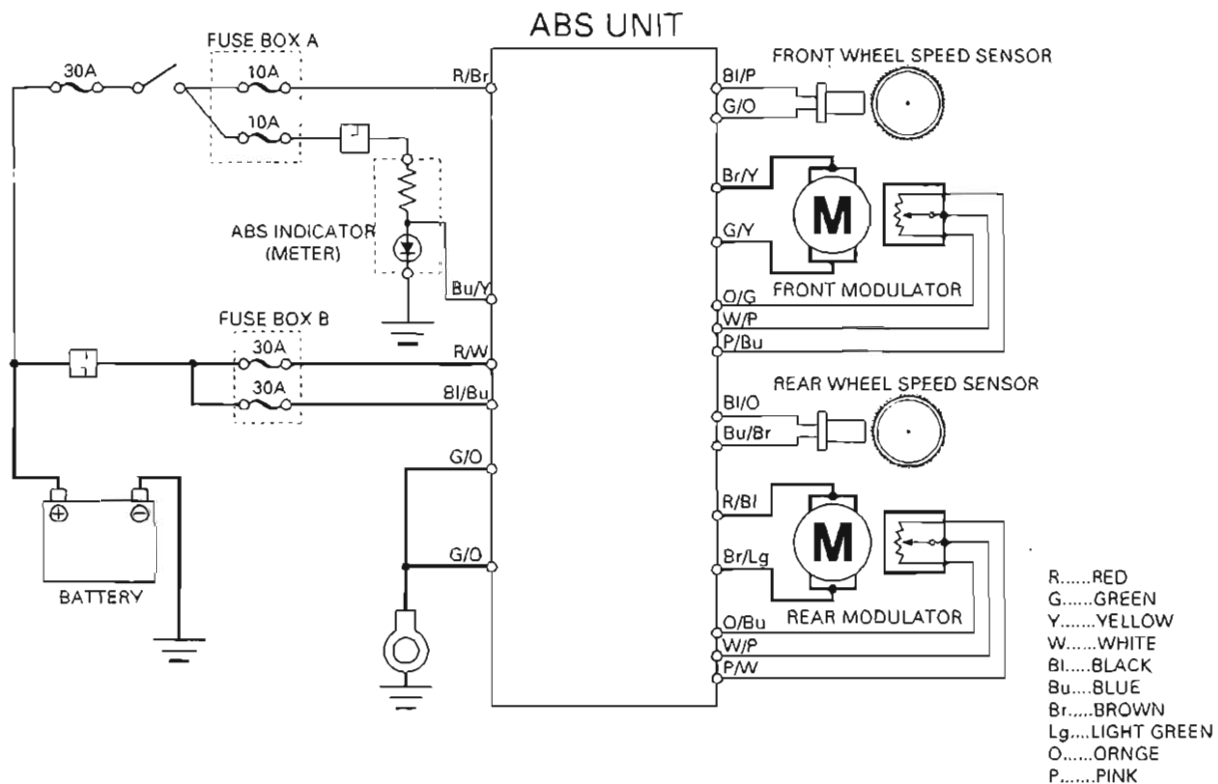 ABS UNIT
FUSE BOX A
30A
10A
R/Br
10A
ABS INDICATOR
(METER)
Bu/Y
FUSE BOX B
30A
R/W
30A
Bl/Bu
G/O
G/O
BATTERY
FRONT WHEEL SPEED SENSOR
Bl/P
G/O
Br/Y
M
G/Y
FRONT MODULATOR
O/G
W/P
P/Bu
REAR WHEEL SPEED SENSOR
Bl/O
Bu/Br
R/Bl
M
Br/Lg
REAR MODULATOR
O/Bu
W/P
P/W
R......RED
G......GREEN
Y.......YELLOW
W......WHITE
Bl.....BLACK
Bu....BLUE
Br.....BROWN
Lg....LIGHT GREEN
O......ORNGE
P.......PINK